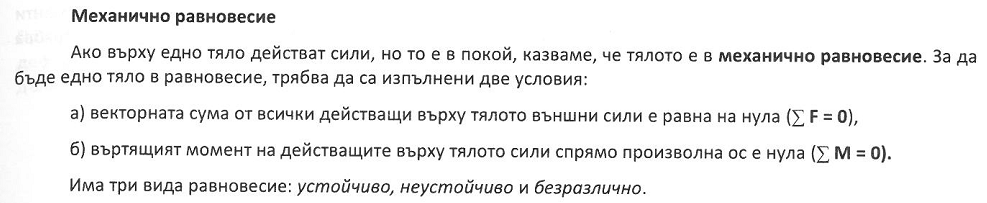 Механично равновесие
Ако върху едно тяло действат сили, но то е в покой, казваме, че тялото е в механично равновесие. За да
бъде едно тяло в равновесие, трябва да са изпълнени две условия:
а) векторната сума от всички действащи върху тялото външни сили е равна на нула (∑ F = 0),
б) въртящият момент на действащите върху тялото сили спрямо произволна ос е нула (∑ M = 0).
Има три вида равновесие: устойчиво, неустойчиво и безразлично.